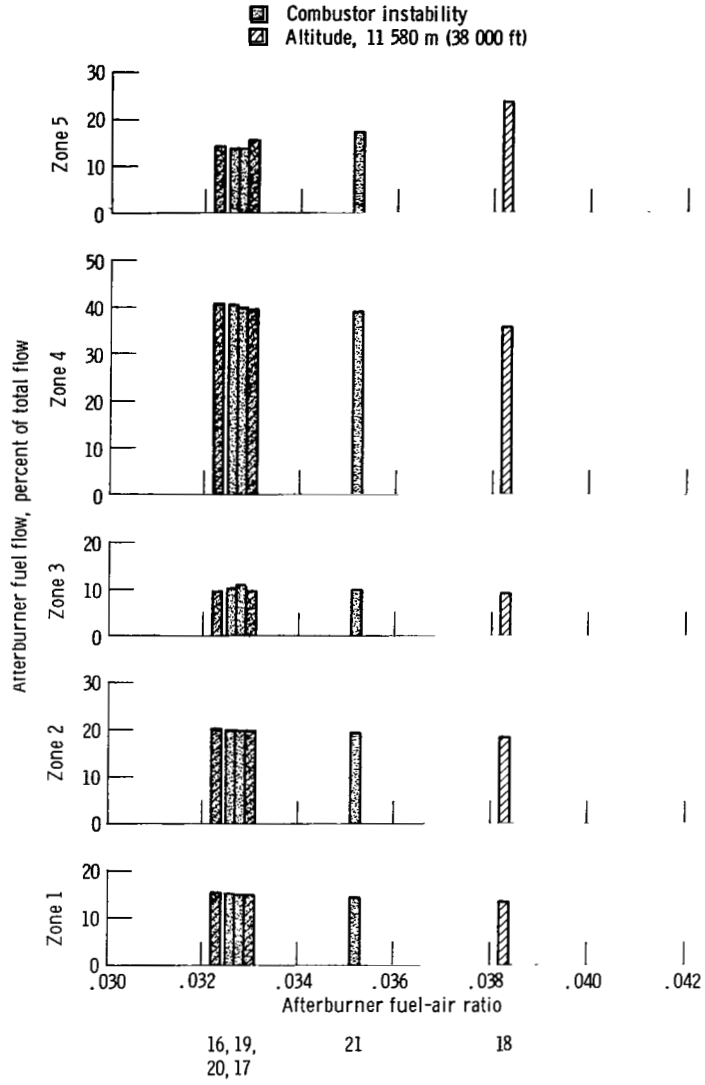 Combustor instability
Altitude, 11 580 m (38 000 ft)
30
20
10
0
Zone 5
50
40
30
20
10
0
Zone 4
Afterburner fuel flow, percent of total flow
20
10
0
Zone 3
30
20
10
0
Zone 2
20
10
0
Zone 1
.030 .032 .034 .036 .038 .040 .042
Afterburner fuel-air ratio
16, 19, 21 18
20, 17